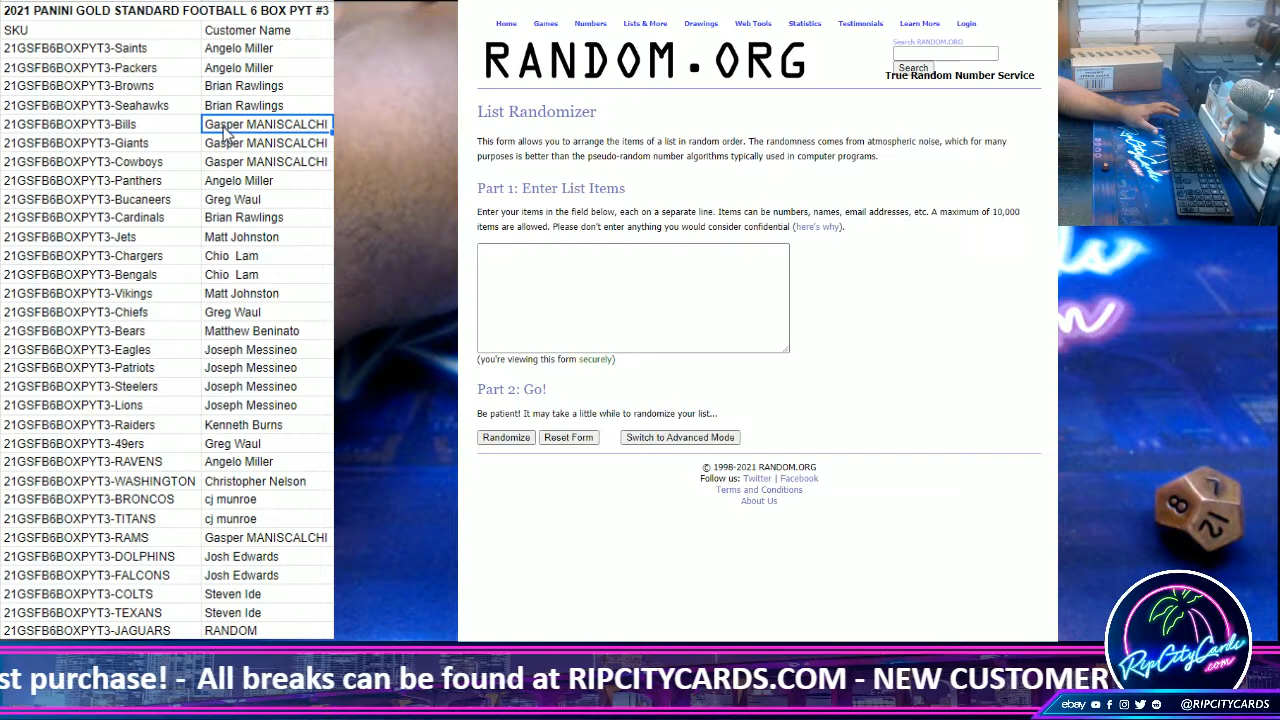 2021 PANINI GOLD STANDARD FOOTBALL 6 BOX PYT #3
SKU Customer Name
21GSFB6BOXPYT3-Saints Angelo Miller
21GSFB6BOXPYT3-Packers Angelo Miller
21GSFB6BOXPYT3-Browns Brian Rawlings
21GSFB6BOXPYT3-Seahawks Brian Rawlings
21GSFB6BOXPYT3-Bills Gasper MANISCALCHI
21GSFB6BOXPYT3-Giants Gasper MANISCALCHI
21GSFB6BOXPYT3-Cowboys Gasper MANISCALCHI
21GSFB6BOXPYT3-Panthers Angelo Miller
21GSFB6BOXPYT3-Bucaneers Greg Waul
21GSFB6BOXPYT3-Cardinals Brian Rawlings
21GSFB6BOXPYT3-Jets Matt Johnston
21GSFB6BOXPYT3-Chargers Chio Lam
21GSFB6BOXPYT3-Bengals Chio Lam
21GSFB6BOXPYT3-Vikings Matt Johnston
21GSFB6BOXPYT3-Chiefs Greg Waul
21GSFB6BOXPYT3-Bears Matthew Beninato
21GSFB6BOXPYT3-Eagles Joseph Messineo
21GSFB6BOXPYT3-Patriots Joseph Messineo
21GSFB6BOXPYT3-Steelers Joseph Messineo
21GSFB6BOXPYT3-Lions Joseph Messineo
21GSFB6BOXPYT3-Raiders Kenneth Burns
21GSFB6BOXPYT3-49ers Greg Waul
21GSFB6BOXPYT3-RAVENS Angelo Miller
21GSFB6BOXPYT3-WASHINGTON Christopher Nelson
21GSFB6BOXPYT3-BRONCOS cj munroe
21GSFB6BOXPYT3-TITANS cj munroe
21GSFB6BOXPYT3-RAMS Gasper MANISCALCHI
21GSFB6BOXPYT3-DOLPHINS Josh Edwards
21GSFB6BOXPYT3-FALCONS Josh Edwards
21GSFB6BOXPYT3-COLTS Steven Ide
21GSFB6BOXPYT3-TEXANS Steven Ide
21GSFB6BOXPYT3-JAGUARS RANDOM
Home Games Numbers Lists & More Drawings Web Tools Statistics Testimonials Learn More Login
RANDOM.ORG
Search RANDOM.ORG
Search
True Random Number Service
List Randomizer
This form allows you to arrange the items of a list in random order. The randomness comes from atmospheric noise, which for many
purposes is better than the pseudo-random number algorithms typically used in computer programs.
Part 1: Enter List Items
Enter your items in the field below, each on a separate line. Items can be numbers, names, email addresses, etc. A maximum of 10,000
items are allowed. Please don't enter anything you would consider confidential (here's why).
(you're viewing this form securely)
Part 2: Go!
Be patient! It may take a little while to randomize your list...
Randomize Reset Form Switch to Advanced Mode
© 1998-2021 RANDOM.ORG
Follow us: Twitter | Facebook
Terms and Conditions
About Us
8 12
RipCityCards
.com
st purchase! - All breaks can be found at RIPCITYCARDS.COM - NEW CUSTOMER
ebay @RIPCITYCARDS